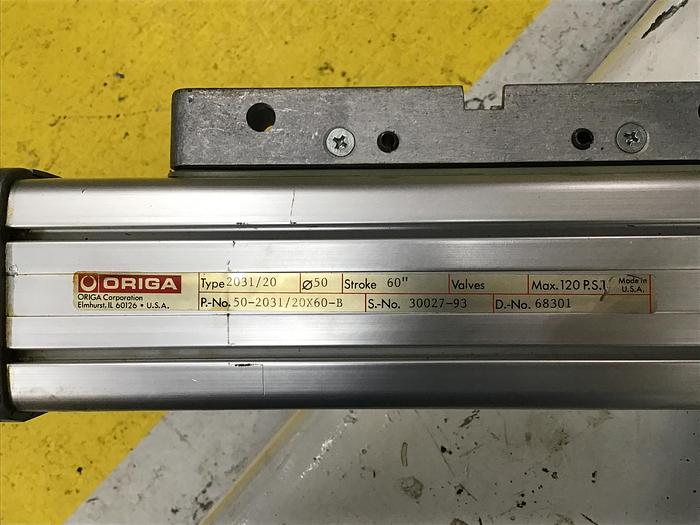 ORIGA Type 2031/20 Ø50 Stroke 60" Valves Max. 120 P.S.I. Made in U.S.A.
ORIGA Corporation
Elmhurst, IL 60126 • U.S.A.
P.-No. 50-2031/20X60-B S.-No. 30027-93 D.-No. 68301